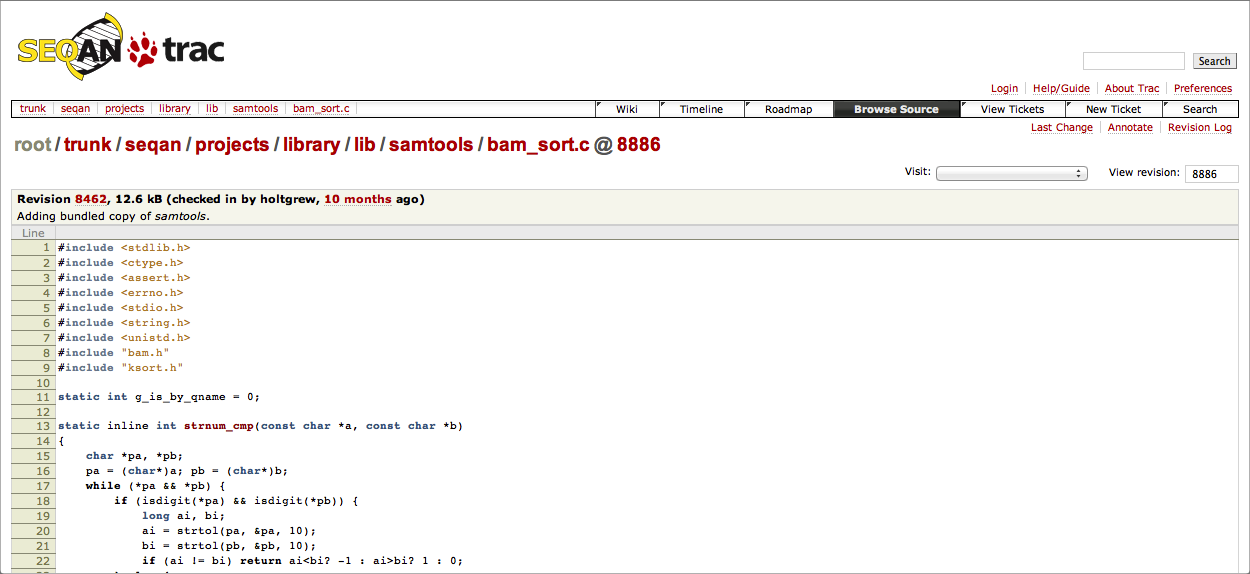 SEQAN trac
Search
Login Help/Guide About Trac Preferences
trunk seqan projects library lib samtools bam_sort.c Wiki Timeline Roadmap Browse Source View Tickets New Ticket Search
Last Change Annotate Revision Log
root / trunk / seqan / projects / library / lib / samtools / bam_sort.c @ 8886
Visit: View revision: 8886
Revision 8462, 12.6 kB (checked in by holtgrew, 10 months ago)
Adding bundled copy of samtools.
Line
1 #include <stdlib.h>
2 #include <ctype.h>
3 #include <assert.h>
4 #include <errno.h>
5 #include <stdio.h>
6 #include <string.h>
7 #include <unistd.h>
8 #include "bam.h"
9 #include "ksort.h"
10
11 static int g_is_by_qname = 0;
12
13 static inline int strnum_cmp(const char *a, const char *b)
14 {
15 char *pa, *pb;
16 pa = (char*)a; pb = (char*)b;
17 while (*pa && *pb) {
18 if (isdigit(*pa) && isdigit(*pb)) {
19 long ai, bi;
20 ai = strtol(pa, &pa, 10);
21 bi = strtol(pb, &pb, 10);
22 if (ai != bi) return ai<bi? -1 : ai>bi? 1 : 0;